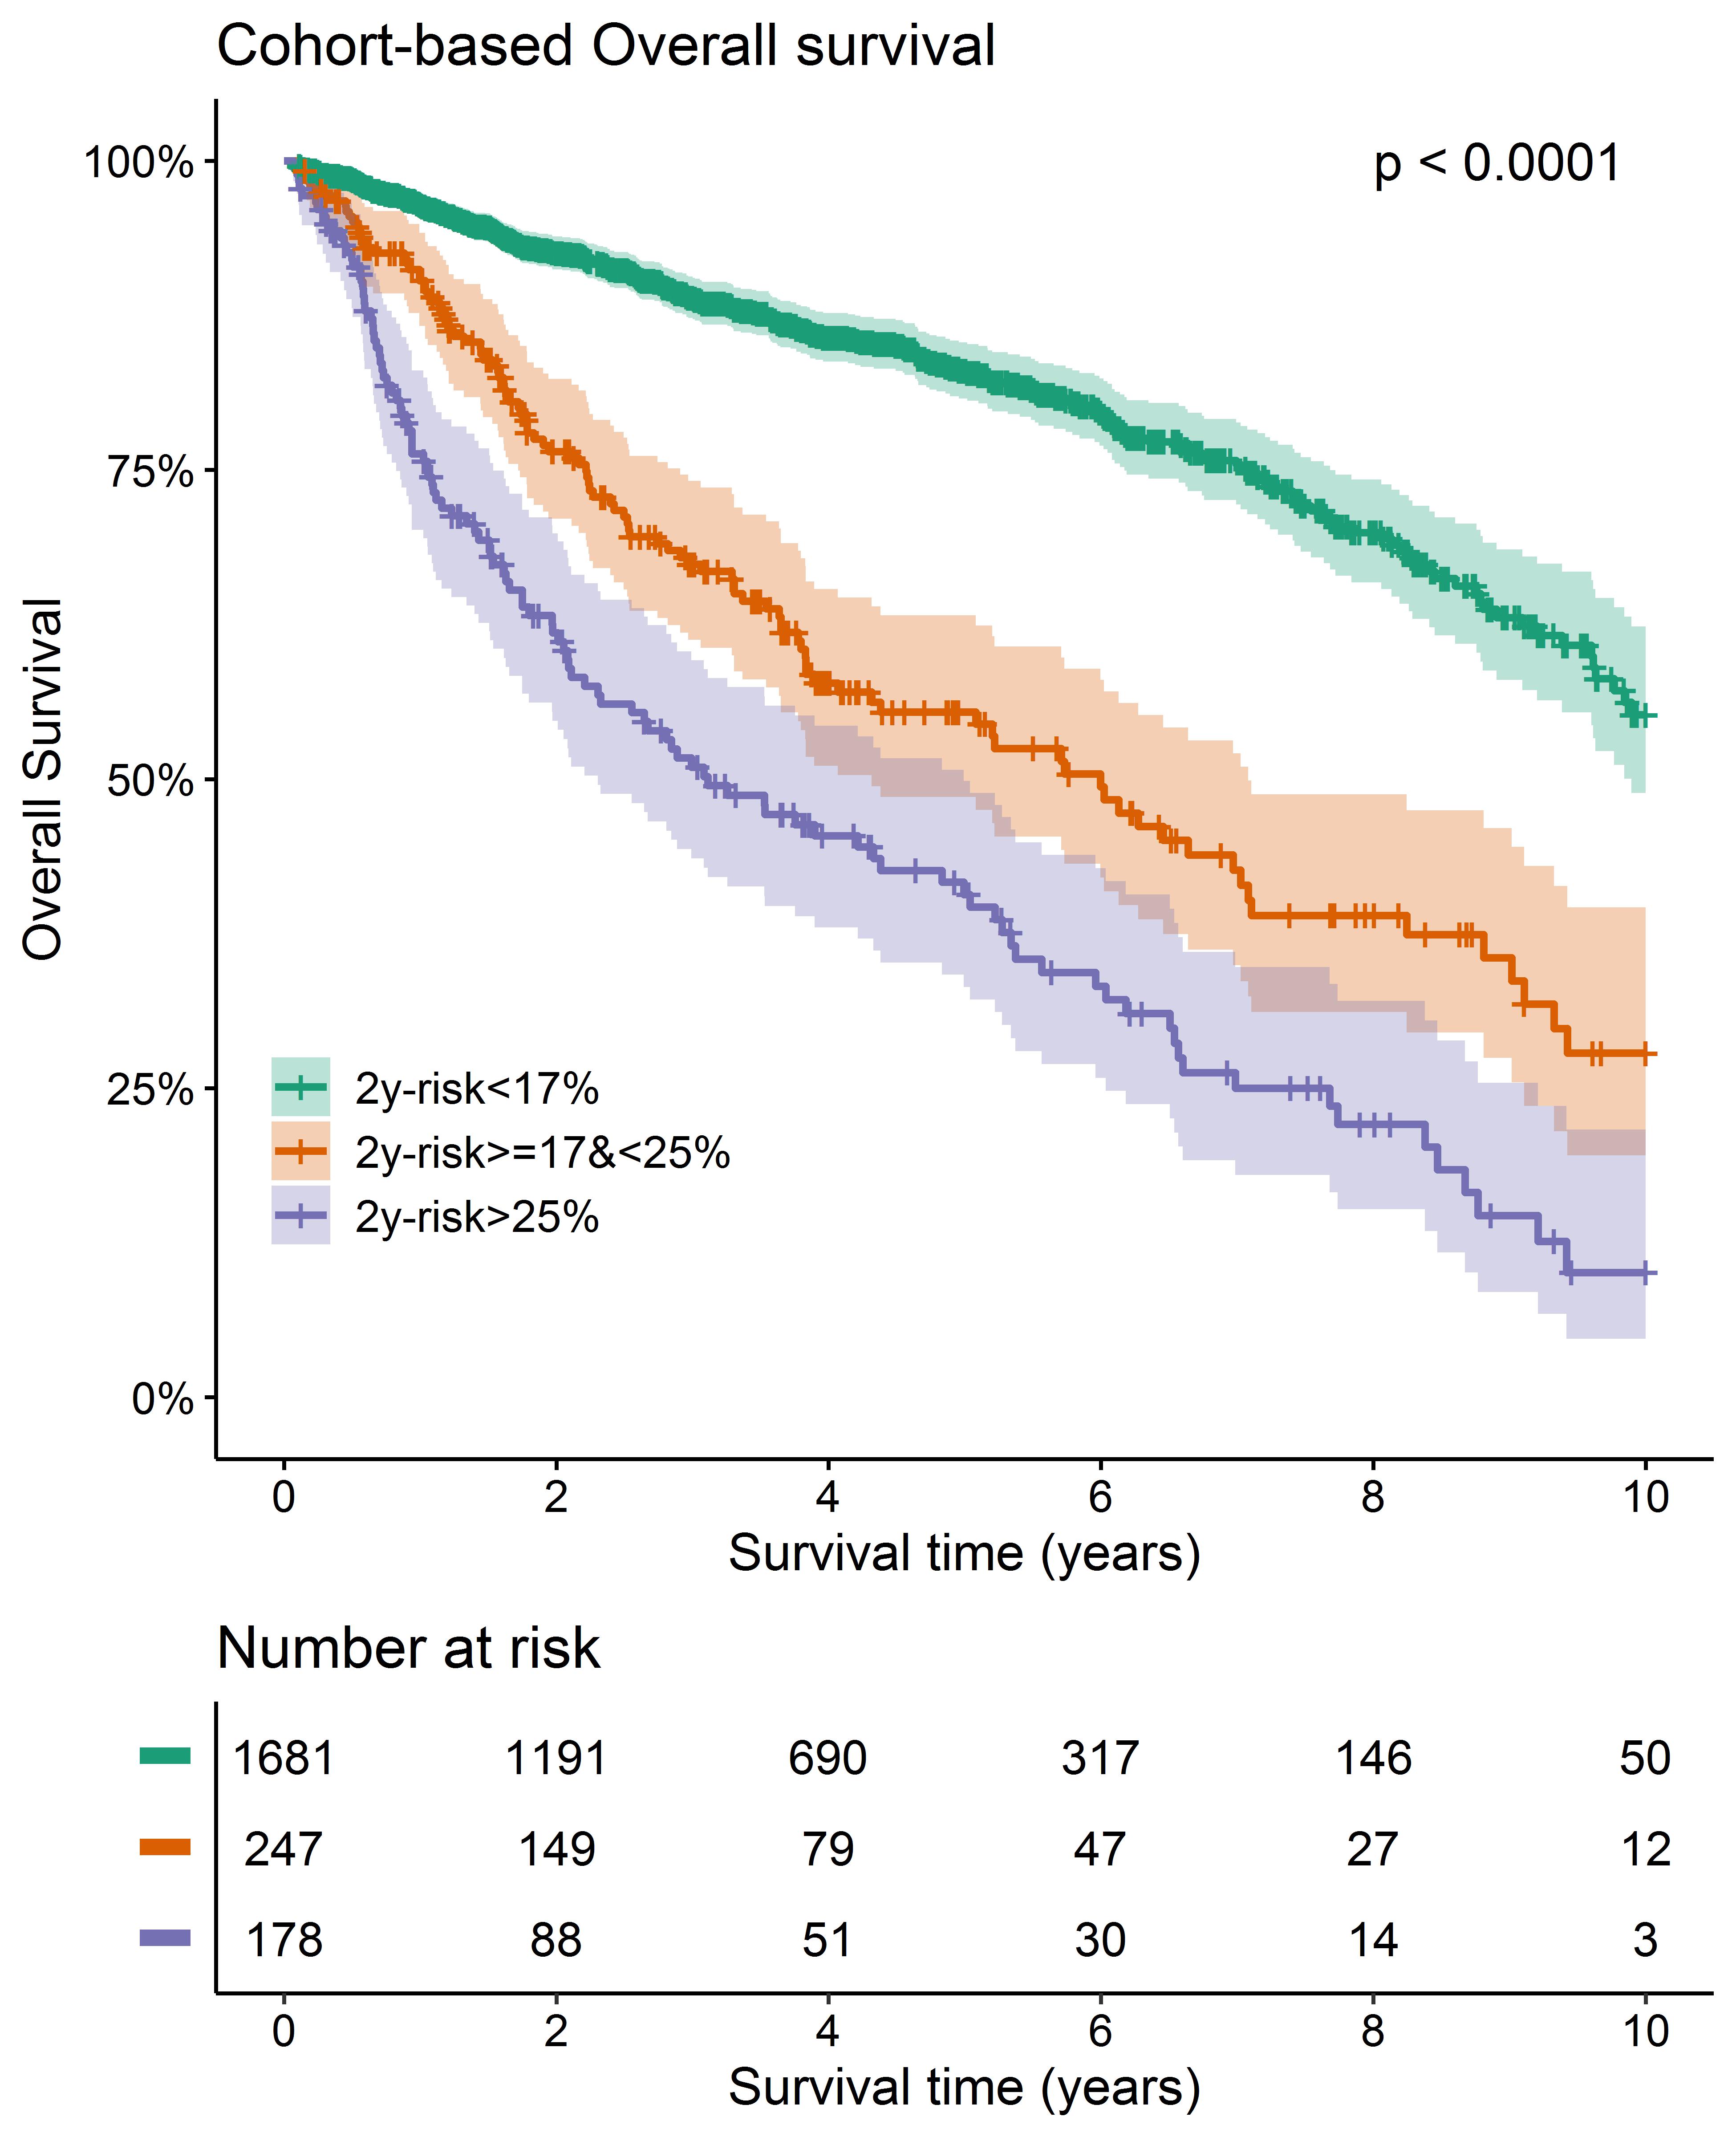 Cohort-based Overall survival
p < 0.0001
100%
75%
50%
25%
0%
Overall Survival
2y-risk<17%
2y-risk>=17&<25%
2y-risk>25%
0 2 4 6 8 10
Survival time (years)
Number at risk
1681 1191 690 317 146 50
247 149 79 47 27 12
178 88 51 30 14 3
0 2 4 6 8 10
Survival time (years)